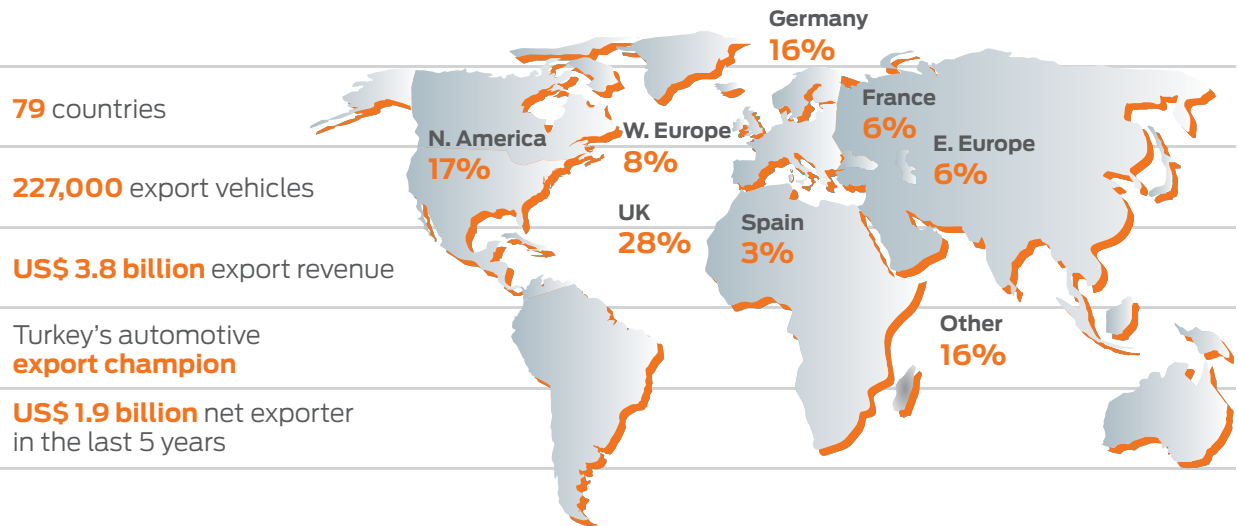 79 countries
227,000 export vehicles
US$ 3.8 billion export revenue
Turkey's automotive
export champion
US$ 1.9 billion net exporter
in the last 5 years
Germany
16%
France
6%
N. America
17%
W. Europe
8%
E. Europe
6%
UK
28%
Spain
3%
Other
16%